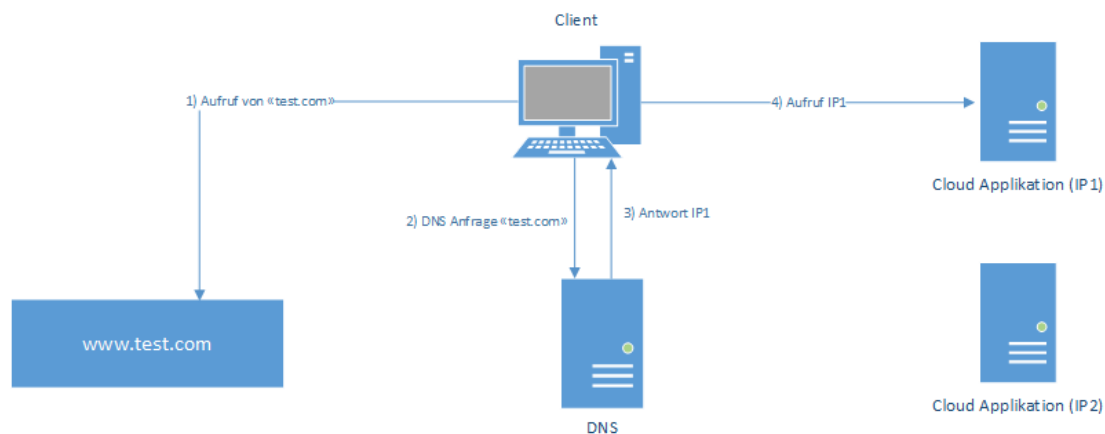 Client
1) Aufruf von «test.com»
4) Aufruf IP1
Cloud Applikation (IP1)
2) DNS Anfrage «test.com»
3) Antwort IP1
www.test.com
Cloud Applikation (IP2)
DNS